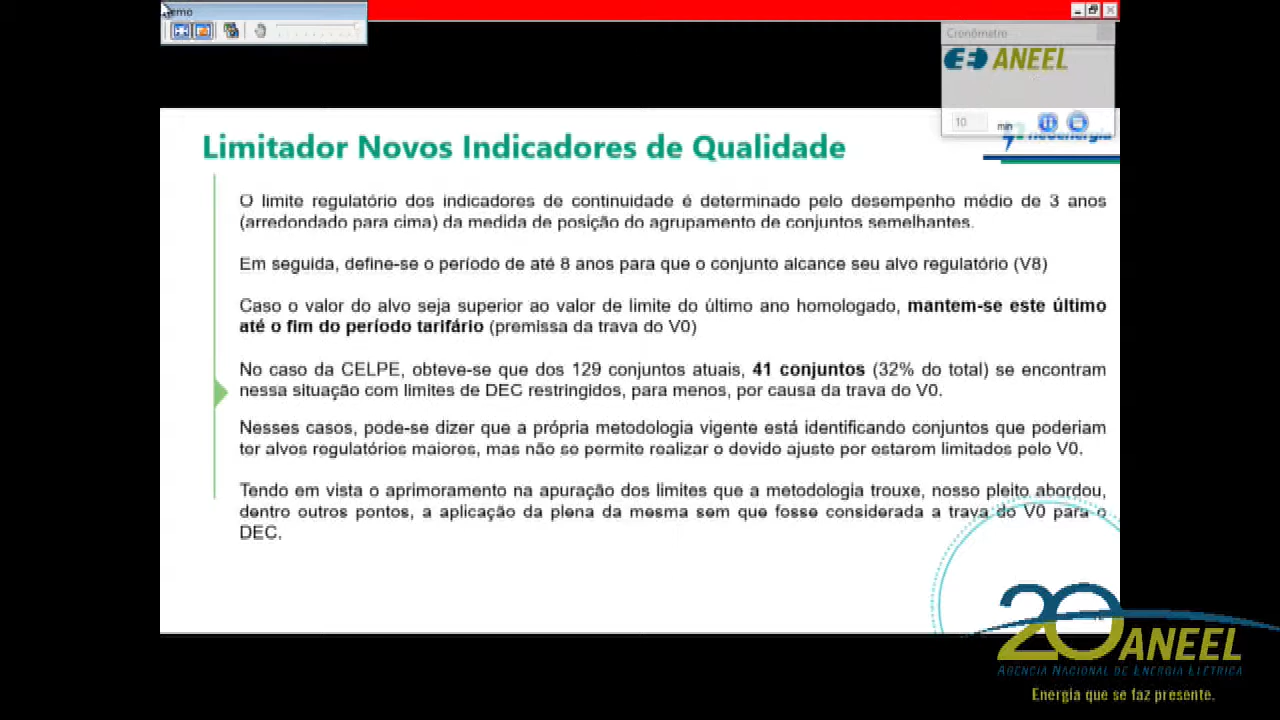 emo
Cronômetro
ANEEL
10 min
neoenergia
Limitador Novos Indicadores de Qualidade
O limite regulatório dos indicadores de continuidade é determinado pelo desempenho médio de 3 anos
(arredondado para cima) da medida de posição do agrupamento de conjuntos semelhantes.
Em seguida, define-se o período de até 8 anos para que o conjunto alcance seu alvo regulatório (V8)
Caso o valor do alvo seja superior ao valor de limite do último ano homologado, mantem-se este último
até o fim do período tarifário (premissa da trava do V0)
No caso da CELPE, obteve-se que dos 129 conjuntos atuais, 41 conjuntos (32% do total) se encontram
nessa situação com limites de DEC restringidos, para menos, por causa da trava do V0.
Nesses casos, pode-se dizer que a própria metodologia vigente está identificando conjuntos que poderiam
ter alvos regulatórios maiores, mas não se permite realizar o devido ajuste por estarem limitados pelo V0.
Tendo em vista o aprimoramento na apuração dos limites que a metodologia trouxe, nosso pleito abordou,
dentro outros pontos, a aplicação da plena da mesma sem que fosse considerada a trava do V0 para o
DEC.
20 ANEEL
AGÊNCIA NACIONAL DE ENERGIA ELÉTRICA
Energia que se faz presente.